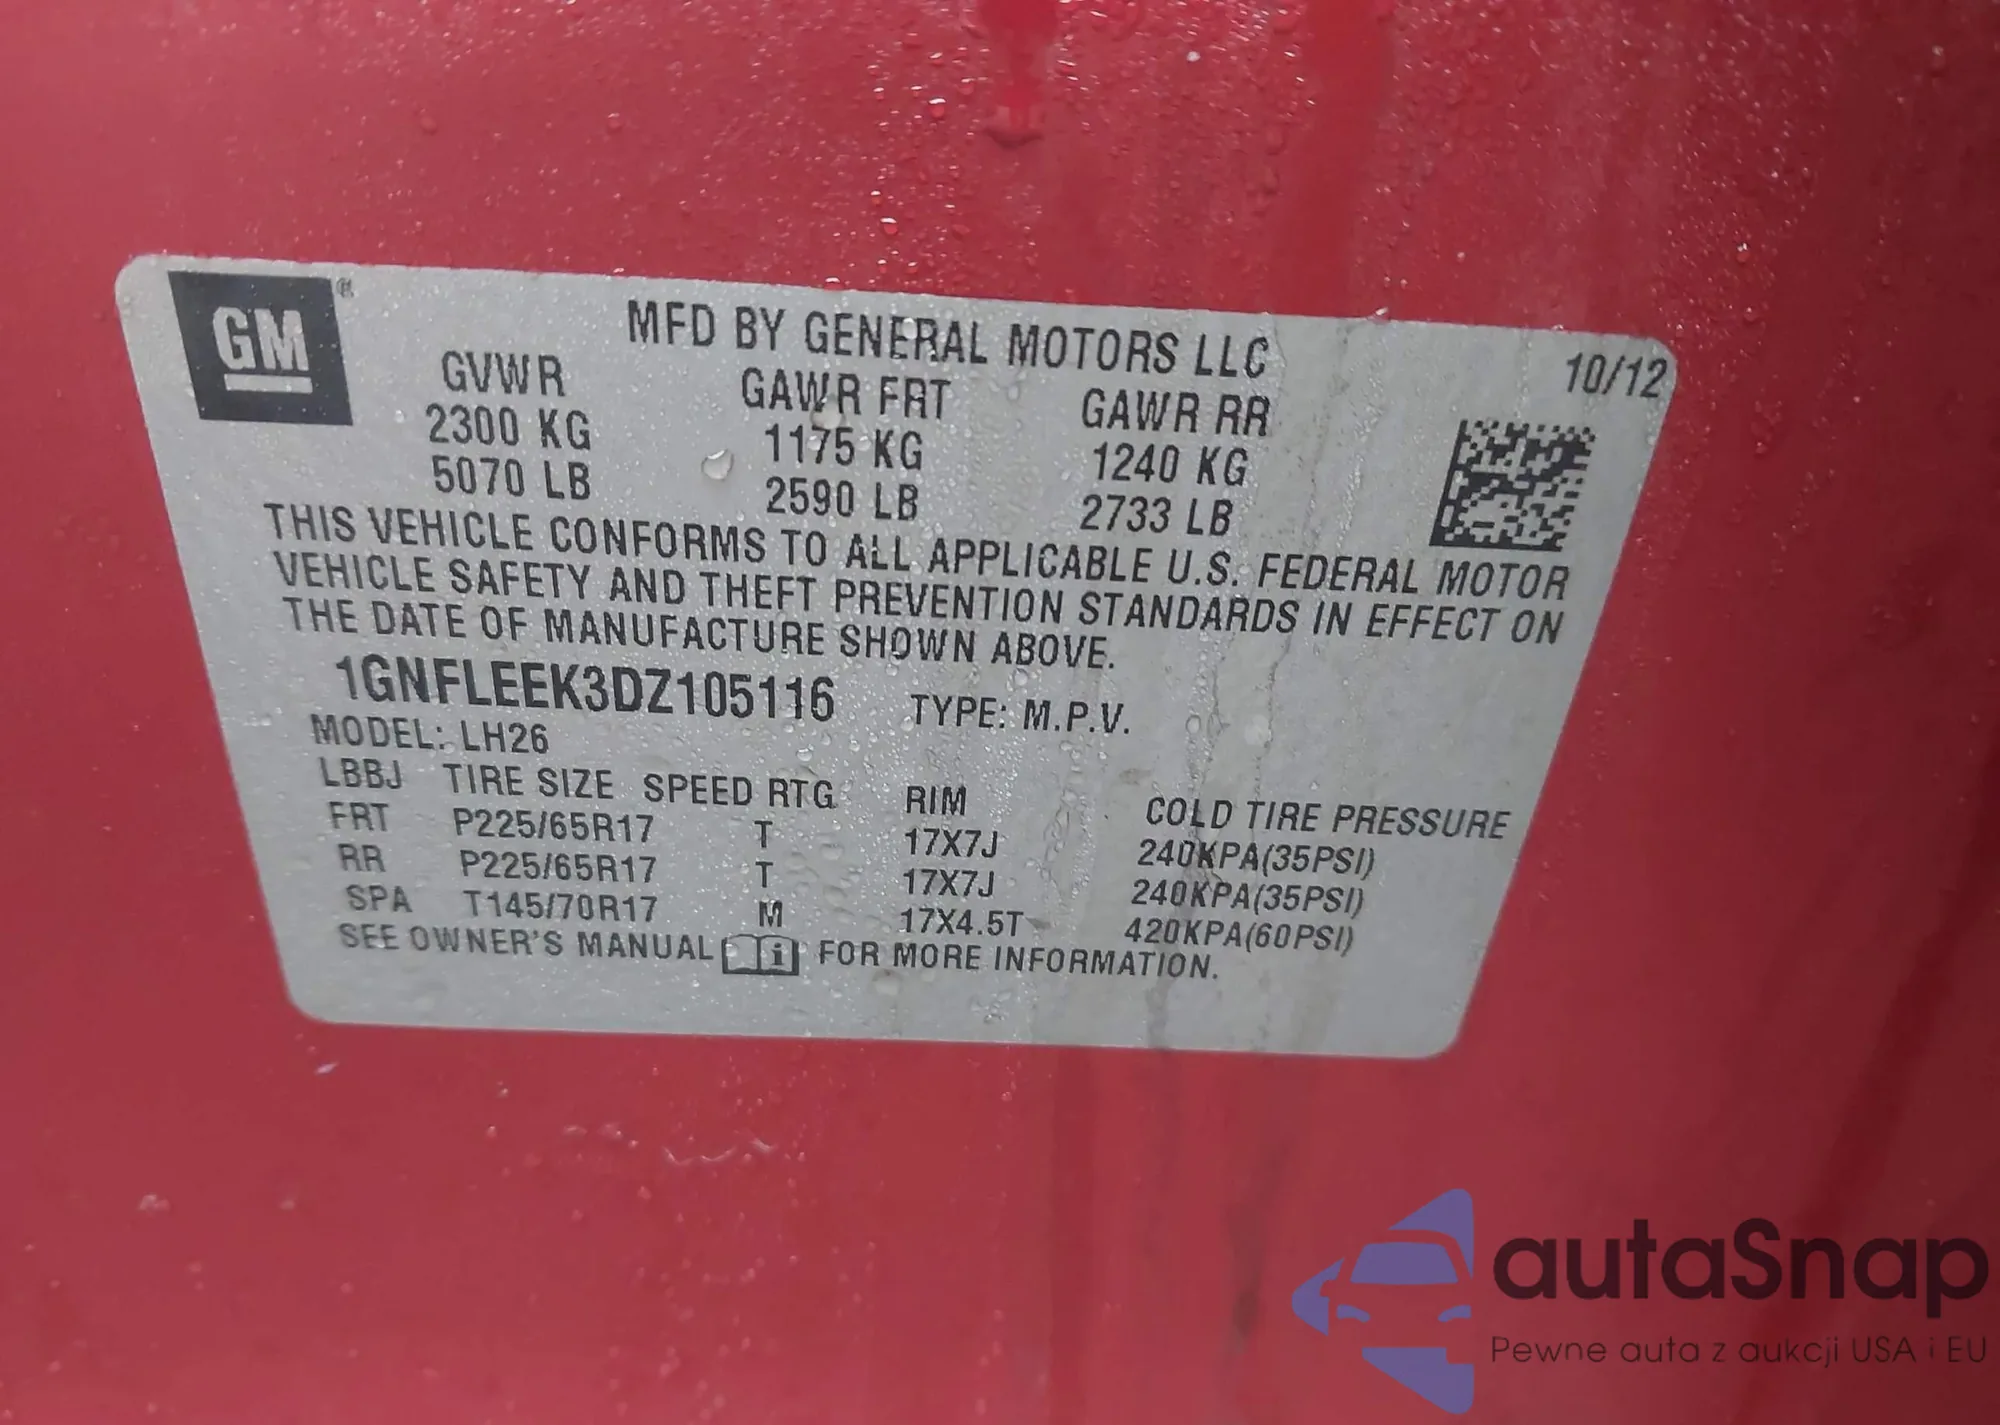 GM ®
MFD BY GENERAL MOTORS LLC
10/12
GVWR GAWR FRT GAWR RR
2300 KG 1175 KG 1240 KG
5070 LB 2590 LB 2733 LB
THIS VEHICLE CONFORMS TO ALL APPLICABLE U.S. FEDERAL MOTOR
VEHICLE SAFETY AND THEFT PREVENTION STANDARDS IN EFFECT ON
THE DATE OF MANUFACTURE SHOWN ABOVE.
1GNFLEEK3DZ105116 TYPE: M.P.V.
MODEL: LH26
LBBJ TIRE SIZE SPEED RTG RIM COLD TIRE PRESSURE
FRT P225/65R17 T 17X7J 240KPA(35PSI)
RR P225/65R17 T 17X7J 240KPA(35PSI)
SPA T145/70R17 M 17X4.5T 420KPA(60PSI)
SEE OWNER'S MANUAL i FOR MORE INFORMATION.
autaSnap
Pewne auta z aukcji USA i EU